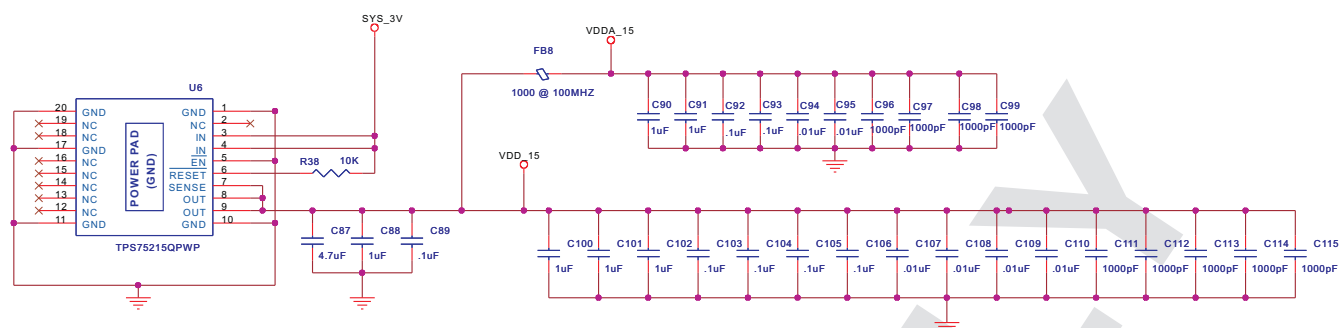 SYS_3V
VDDA_15
FB8
1000 @ 100MHZ
U6
20 GND GND 1
19 NC NC 2
18 NC IN 3
17 GND IN 4
16 NC EN 5
15 NC RESET 6
14 NC SENSE 7
13 NC OUT 8
12 NC OUT 9
11 GND GND 10
POWER PAD
(GND)
TPS75215QPWP
R38 10K
VDD_15
C90 C91 C92 C93 C94 C95 C96 C97 C98 C99
1uF 1uF .1uF .1uF .01uF .01uF 1000pF 1000pF 1000pF 1000pF
C87 C88 C89
4.7uF 1uF .1uF
C100 C101 C102 C103 C104 C105 C106 C107 C108 C109 C110 C111 C112 C113 C114 C115
1uF 1uF 1uF .1uF .1uF .1uF .1uF .01uF .01uF .01uF .01uF 1000pF 1000pF 1000pF 1000pF 1000pF
Y